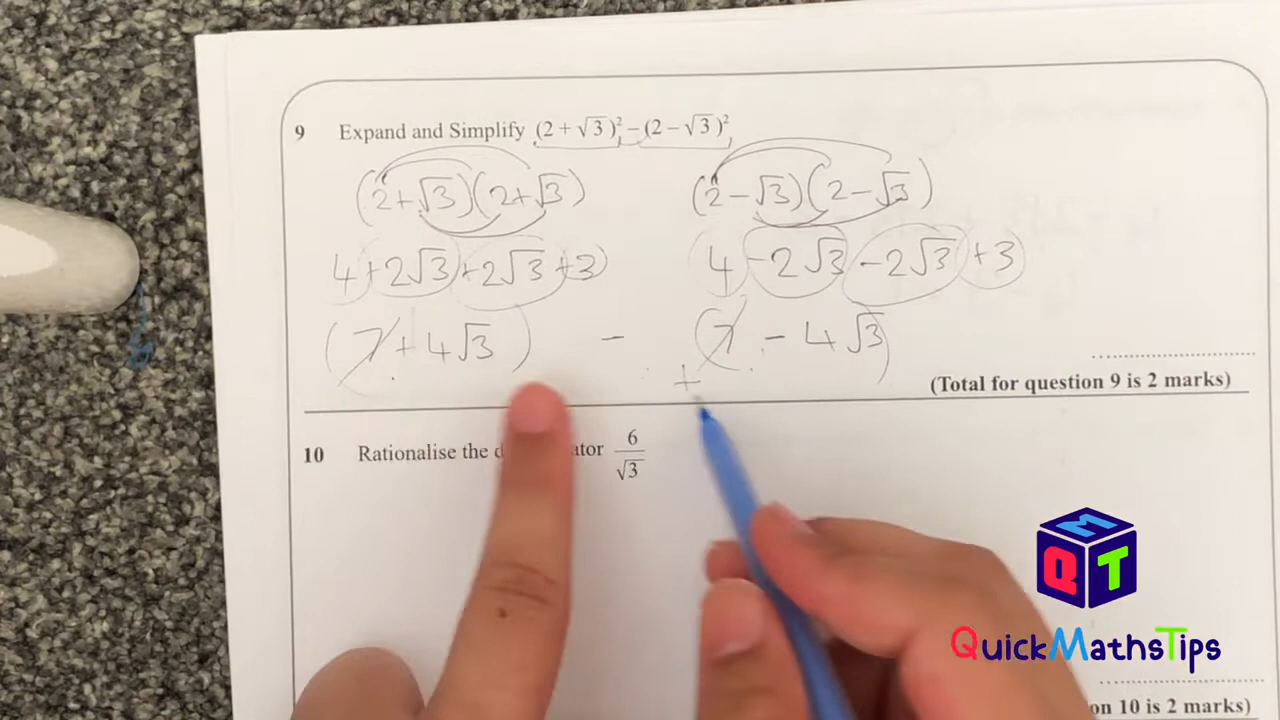 9 Expand and Simplify (2 + √3)² − (2 − √3)²
(2+√3)(2+√3) (2−√3)(2−√3)
4+2√3+2√3+3) 4−2√3−2√3+3
(7+4√3) − (7−4√3)
+
(Total for question 9 is 2 marks)
10 Rationalise the 6/√3
QT
M
QuickMathsTips
on 10 is 2 marks)